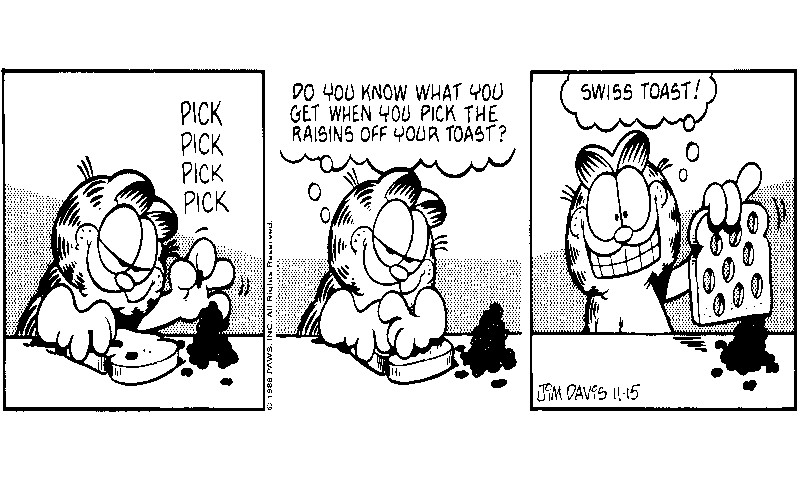 PICK
PICK
PICK
PICK
© 1988 PAWS, INC. All Rights Reserved.
DO YOU KNOW WHAT YOU
GET WHEN YOU PICK THE
RAISINS OFF YOUR TOAST?
SWISS TOAST!
JIM DAVIS 11-15